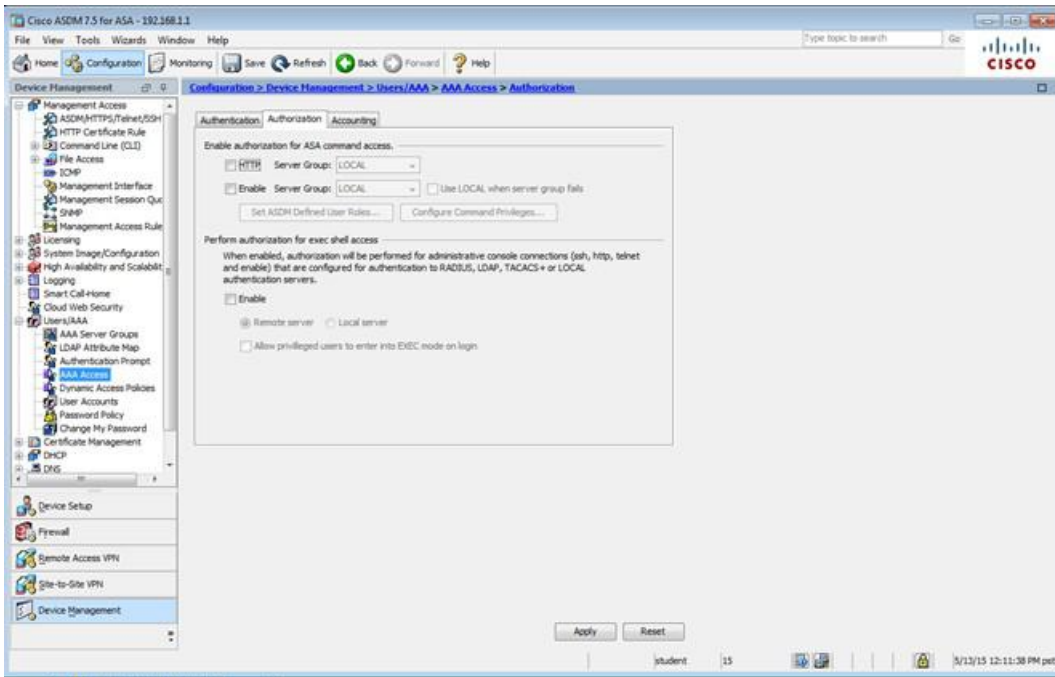 Cisco ASDM 7.5 for ASA - 192.168.1.1
File View Tools Wizards Window Help
Type topic to search Go
Home Configuration Monitoring Save Refresh Back Forward Help
CISCO
Device Management
Configuration > Device Management > Users/AAA > AAA Access > Authorization
Management Access
ASDM/HTTPS/Telnet/SSH
HTTP Certificate Rule
Command Line (CLI)
File Access
ICMP
Management Interface
Management Session Quo
SNMP
Management Access Rule
Licensing
System Image/Configuration
High Availability and Scalabilit
Logging
Smart Call-Home
Cloud Web Security
Users/AAA
AAA Server Groups
LDAP Attribute Map
Authentication Prompt
AAA Access
Dynamic Access Policies
User Accounts
Password Policy
Change My Password
Certificate Management
DHCP
DNS
Device Setup
Firewall
Remote Access VPN
Site-to-Site VPN
Device Management
Authentication Authorization Accounting
Enable authorization for ASA command access.
HTTP Server Group: LOCAL
Enable Server Group: LOCAL Use LOCAL when server group fails
Set ASDM Defined User Roles... Configure Command Privileges...
Perform authorization for exec shell access
When enabled, authorization will be performed for administrative console connections (ssh, http, telnet
and enable) that are configured for authentication to RADIUS, LDAP, TACACS+ or LOCAL
authentication servers.
Enable
Remote server Local server
Allow privileged users to enter into EXEC mode on login
Apply Reset
student 15 5/13/15 12:11:38 PM pst